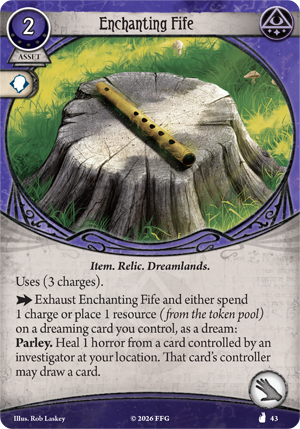 2
Enchanting Fife
ASSET
Item. Relic. Dreamlands.
Uses (3 charges).
Exhaust Enchanting Fife and either spend
1 charge or place 1 resource (from the token pool)
on a dreaming card you control, as a dream:
Parley. Heal 1 horror from a card controlled by an
investigator at your location. That card's controller
may draw a card.
Illus. Rob Laskey
© 2026 FFG
43